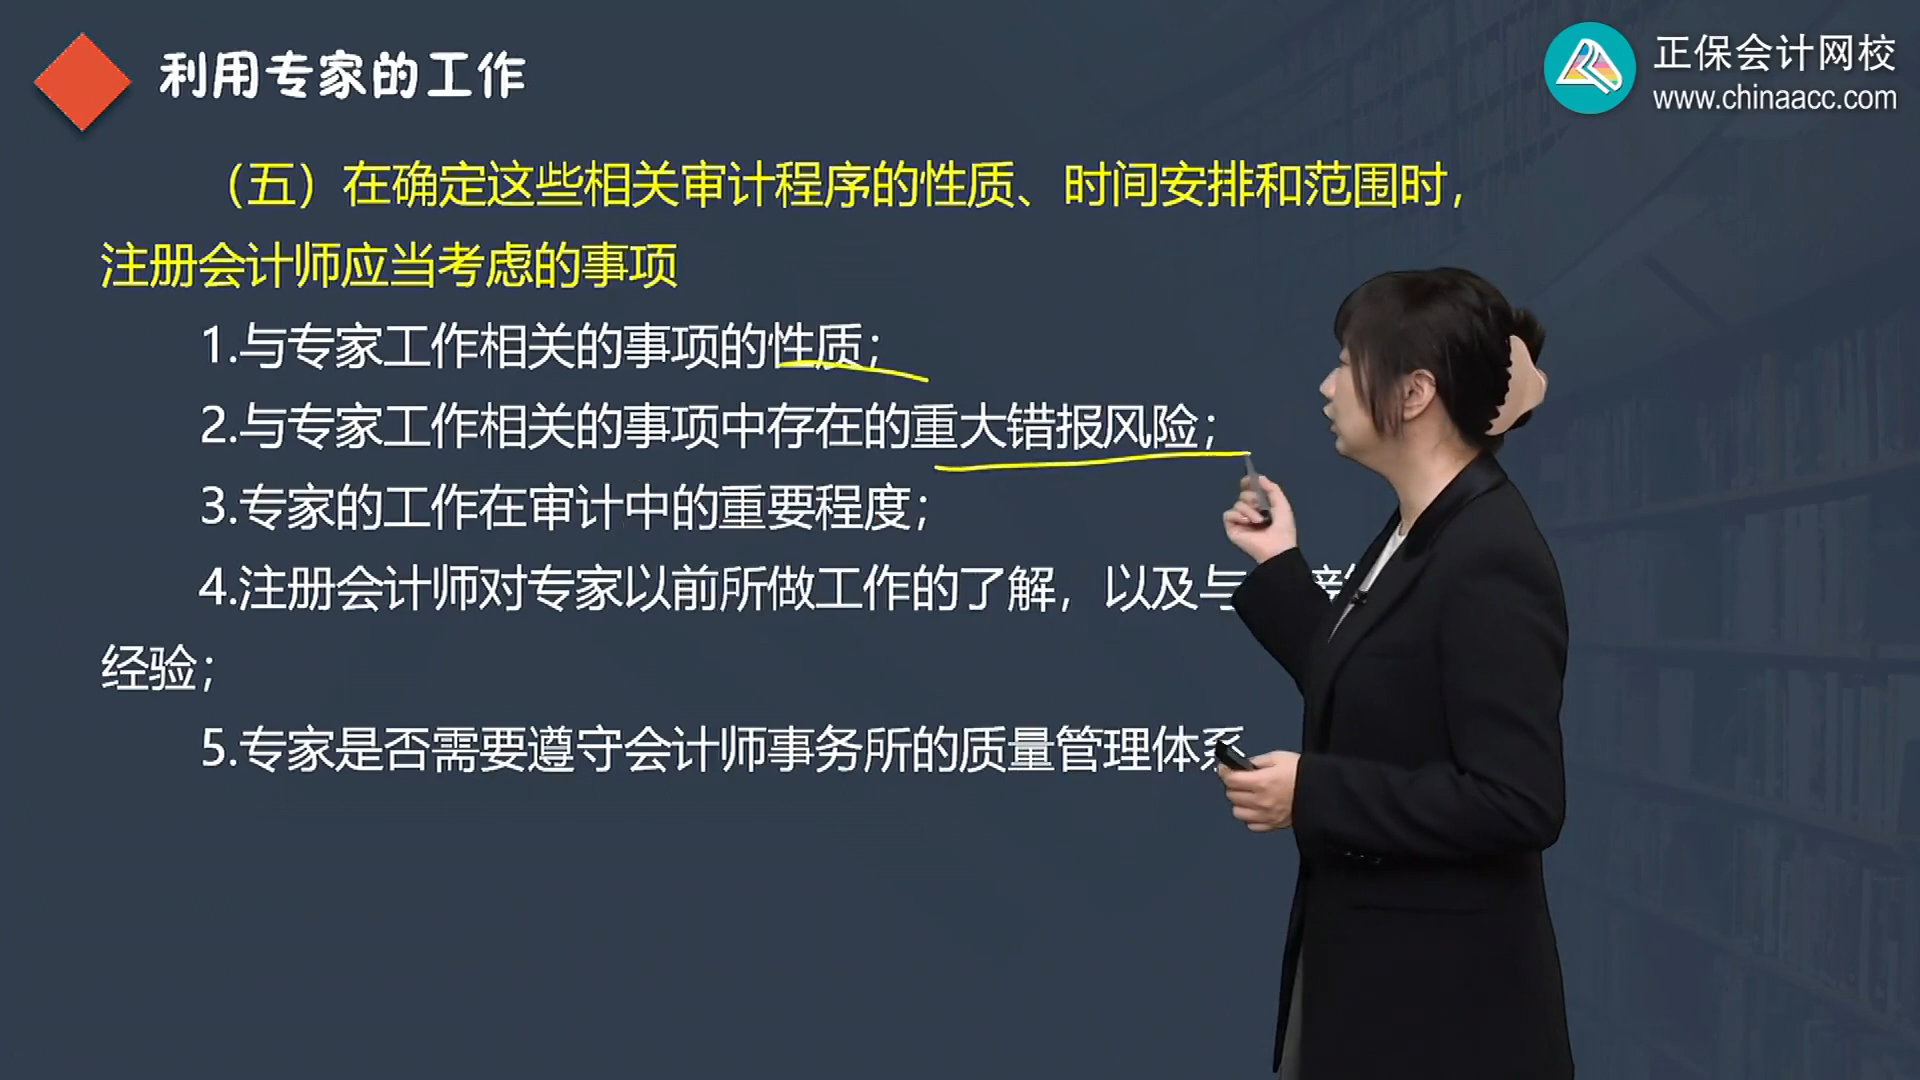 利用专家的工作
正保会计网校
www.chinaacc.com
（五）在确定这些相关审计程序的性质、时间安排和范围时，
注册会计师应当考虑的事项
1.与专家工作相关的事项的性质；
2.与专家工作相关的事项中存在的重大错报风险；
3.专家的工作在审计中的重要程度；
4.注册会计师对专家以前所做工作的了解，以及与
经验；
5.专家是否需要遵守会计师事务所的质量管理体系